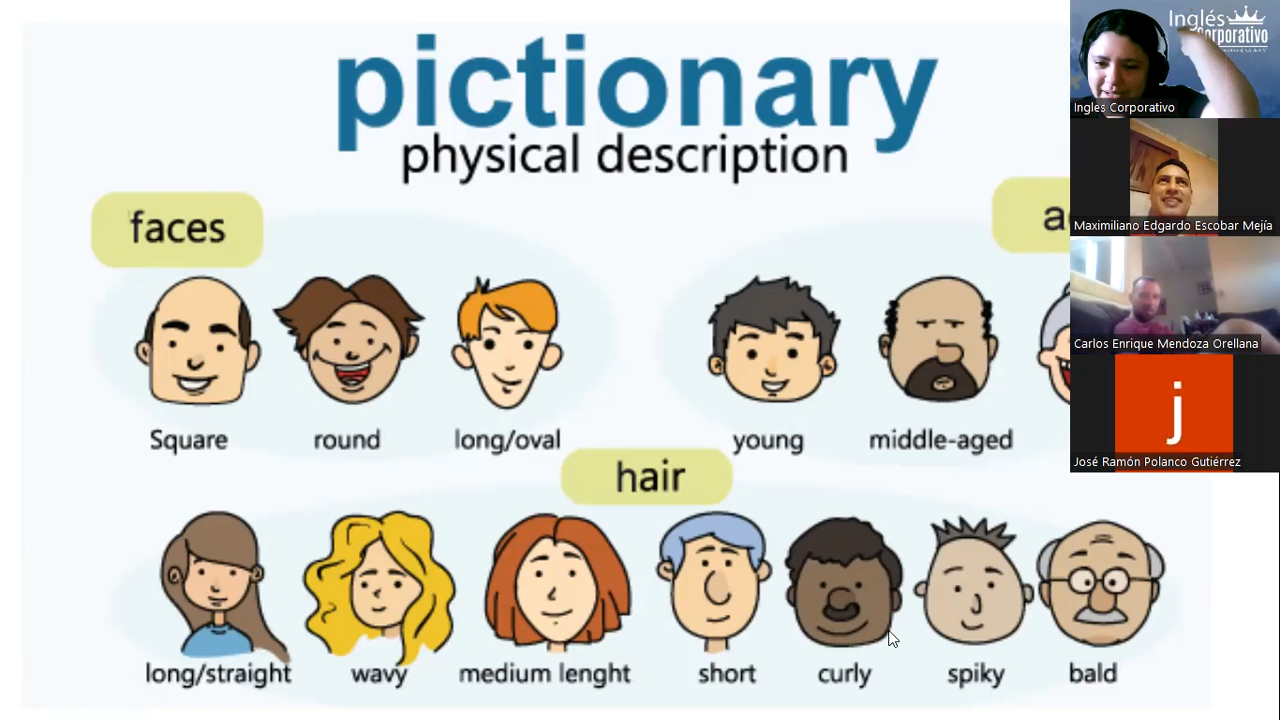 pictionary
physical description
faces
Square round long/oval
young middle-aged
hair
long/straight wavy medium lenght short curly spiky bald
Inglés
Corporativo
Ingles Corporativo
Maximiliano Edgardo Escobar Mejía
Carlos Enrique Mendoza Orellana
j
José Ramón Polanco Gutiérrez